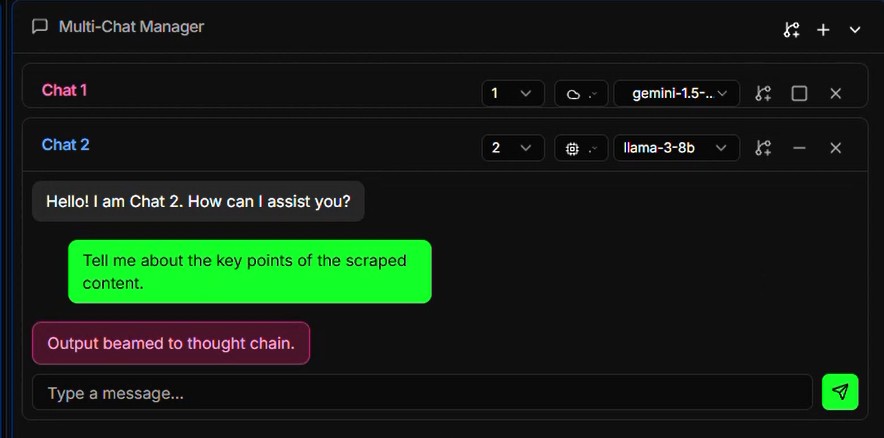 Multi-Chat Manager
Chat 1
1
gemini-1.5-..
Chat 2
2
llama-3-8b
Hello! I am Chat 2. How can I assist you?
Tell me about the key points of the scraped
content.
Output beamed to thought chain.
Type a message...